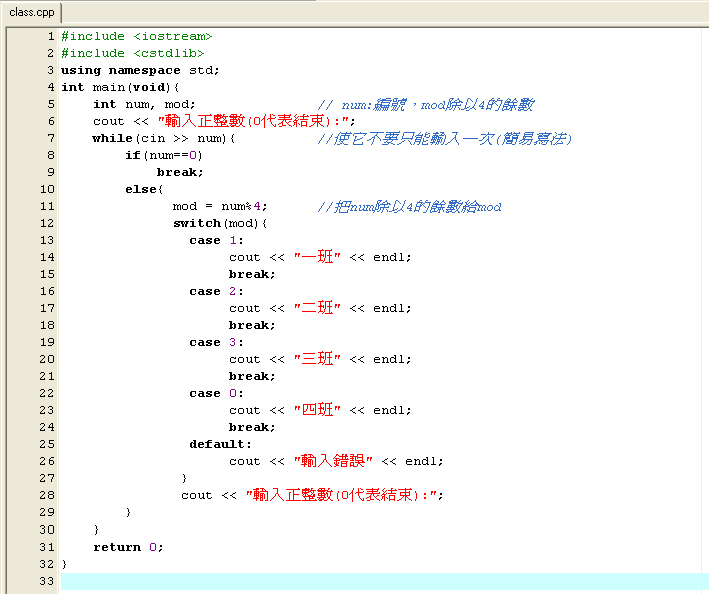 class.cpp
1 #include <iostream>
2 #include <cstdlib>
3 using namespace std;
4 int main(void){
5     int num, mod;               // num:編號，mod除以4的餘數
6     cout << "輸入正整數(0代表結束):";
7     while(cin >> num){          //使它不要只能輸入一次(簡易寫法)
8         if(num==0)
9             break;
10         else{
11               mod = num%4;      //把num除以4的餘數給mod
12               switch(mod){
13                 case 1:
14                      cout << "一班" << endl;
15                      break;
16                 case 2:
17                      cout << "二班" << endl;
18                      break;
19                 case 3:
20                      cout << "三班" << endl;
21                      break;
22                 case 0:
23                      cout << "四班" << endl;
24                      break;
25                 default:
26                      cout << "輸入錯誤" << endl;
27                }
28                cout << "輸入正整數(0代表結束):";
29         }
30     }
31     return 0;
32 }
33